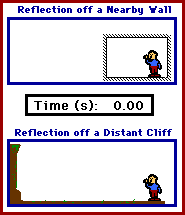 Reflection off a Nearby Wall
Time (s): 0.00
Reflection off a Distant Cliff